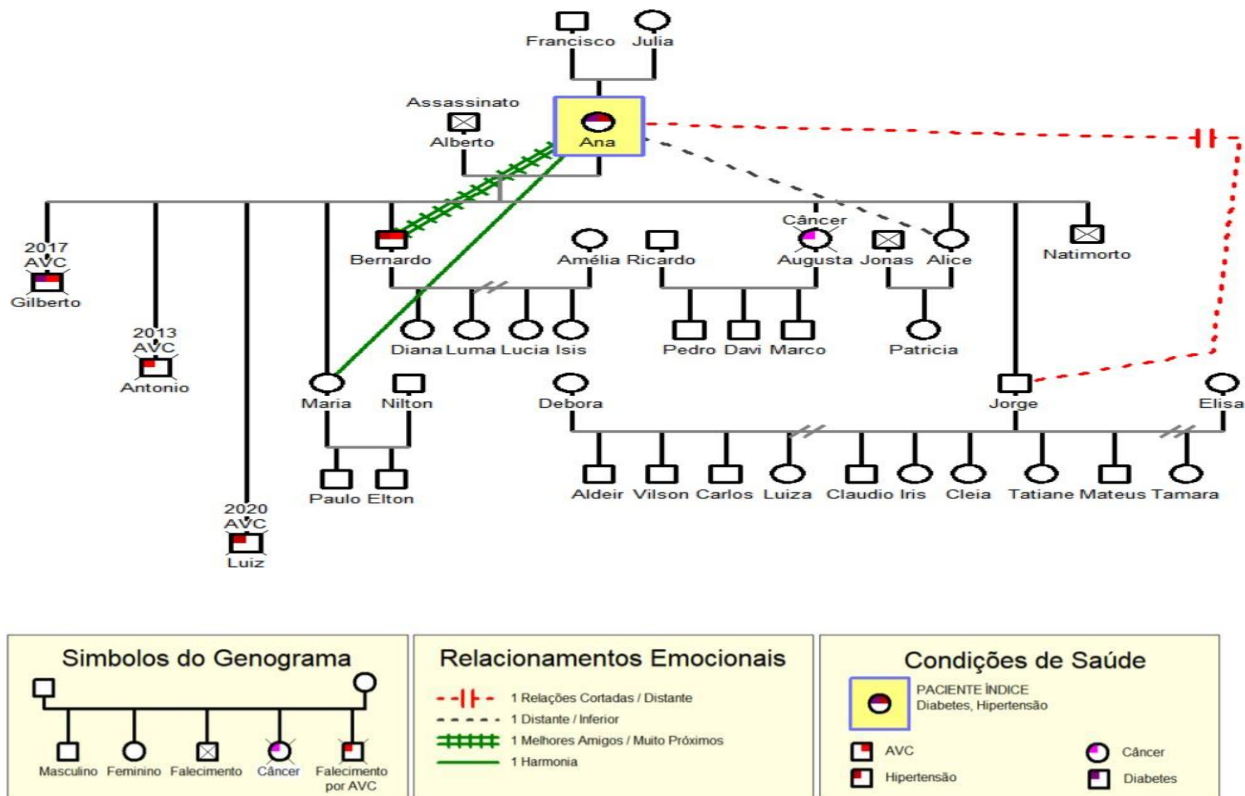 Francisco Julia
Assassinato
Alberto
Ana
2017
AVC
Gilberto
2013
AVC
Antonio
2020
AVC
Luiz
Bernardo
Amélia
Ricardo
Câncer
Augusta
Jonas
Alice
Natimorto
Diana Luma Lucia Isis
Pedro Davi Marco
Patricia
Maria
Nilton
Debora
Jorge
Elisa
Paulo Elton
Aldeir Vilson Carlos Luiza Claudio Iris Cleia Tatiane Mateus Tamara
Simbolos do Genograma
Masculino Feminino Falecimento Câncer Falecimento
por AVC
Relacionamentos Emocionais
1 Relações Cortadas / Distante
1 Distante / Inferior
1 Melhores Amigos / Muito Próximos
1 Harmonia
Condições de Saúde
PACIENTE ÍNDICE
Diabetes, Hipertensão
AVC
Câncer
Hipertensão
Diabetes